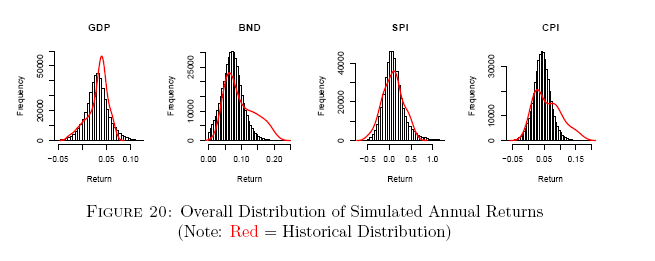 GDP BND SPI CPI
Frequency Frequency Frequency Frequency
50000 25000 40000 30000
20000 10000 20000 10000
0 0 0 0
−0.05 0.05 0.10 0.00 0.10 0.20 −0.5 0.0 0.5 1.0 −0.05 0.05 0.15
Return Return Return Return
FIGURE 20: Overall Distribution of Simulated Annual Returns
(Note: Red = Historical Distribution)